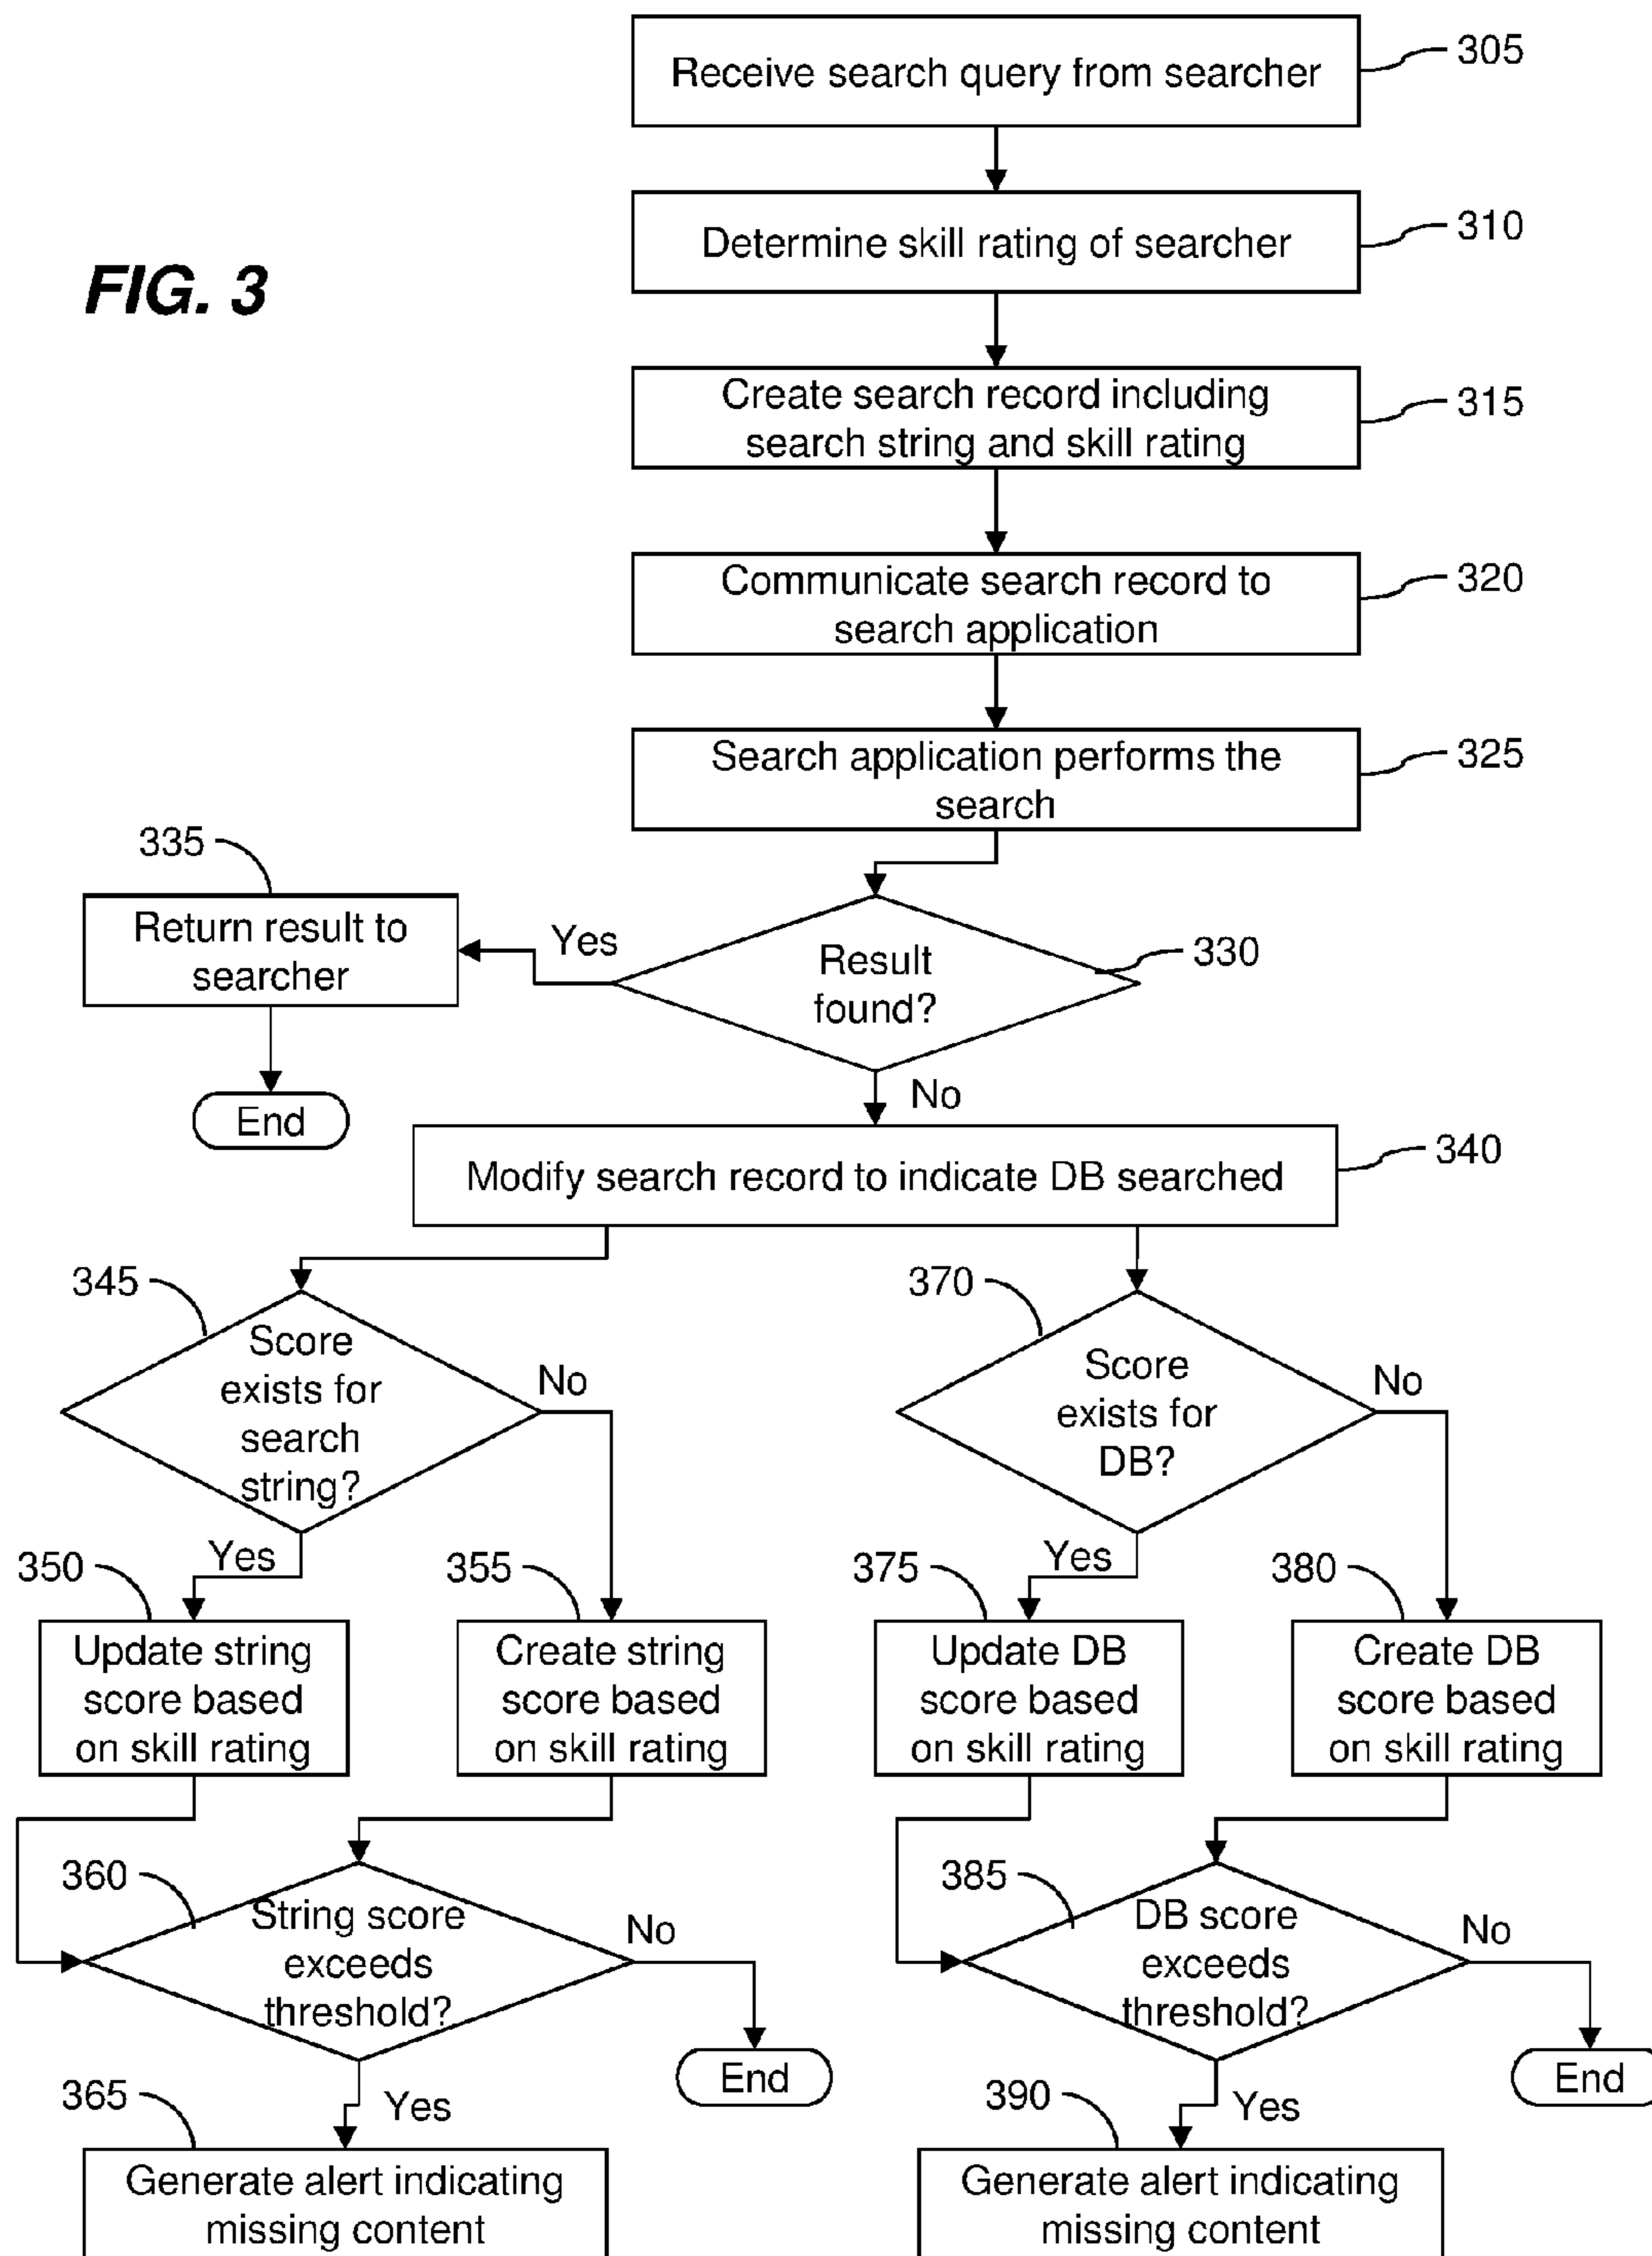 Receive search query from searcher
305
Determine skill rating of searcher
310
FIG. 3
Create search record including
search string and skill rating
315
Communicate search record to
search application
320
Search application performs the
search
325
335
Return result to
searcher
Yes
Result
found?
330
End
No
Modify search record to indicate DB searched
340
345
Score
exists for
search
string?
No
370
Score
exists for
DB?
No
350
Yes
355
375
Yes
380
Update string
score based
on skill rating
Create string
score based
on skill rating
Update DB
score based
on skill rating
Create DB
score based
on skill rating
360
String score
exceeds
threshold?
No
385
DB score
exceeds
threshold?
No
End
End
365
Yes
390
Yes
Generate alert indicating
missing content
Generate alert indicating
missing content